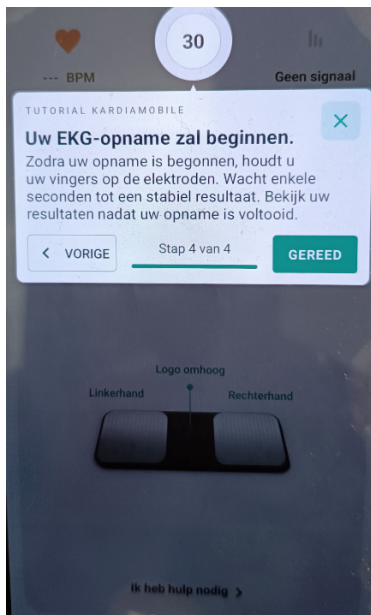 30
--- BPM
Geen signaal
TUTORIAL KARDIAMOBILE
Uw EKG-opname zal beginnen.
Zodra uw opname is begonnen, houdt u
uw vingers op de elektroden. Wacht enkele
seconden tot een stabiel resultaat. Bekijk uw
resultaten nadat uw opname is voltooid.
VORIGE
Stap 4 van 4
GEREED
Logo omhoog
Linkerhand
Rechterhand
Ik heb hulp nodig